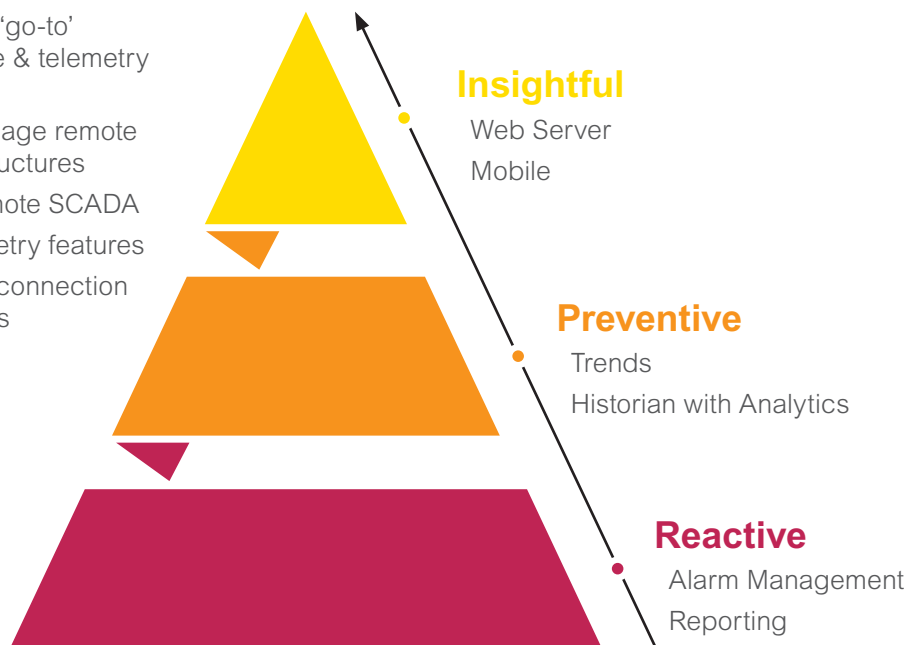 ‘go-to’
e & telemetry
age remote
uctures
note SCADA
etry features
connection
s
Insightful
Web Server
Mobile
Preventive
Trends
Historian with Analytics
Reactive
Alarm Management
Reporting